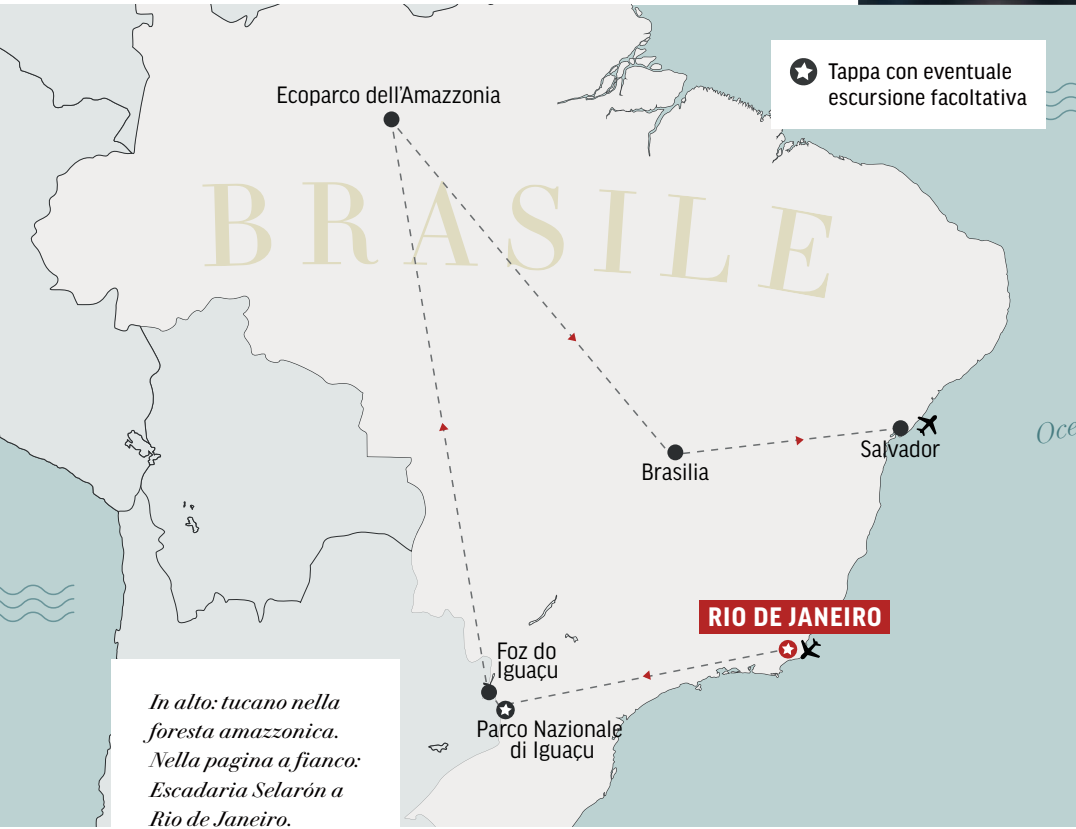 Tappa con eventuale
escursione facoltativa
Ecoparco dell'Amazzonia
BRASILE
Salvador
Brasilia
RIO DE JANEIRO
Foz do
Iguaçu
Parco Nazionale
di Iguaçu
In alto: tucano nella
foresta amazzonica.
Nella pagina a fianco:
Escadaria Selarón a
Rio de Janeiro.